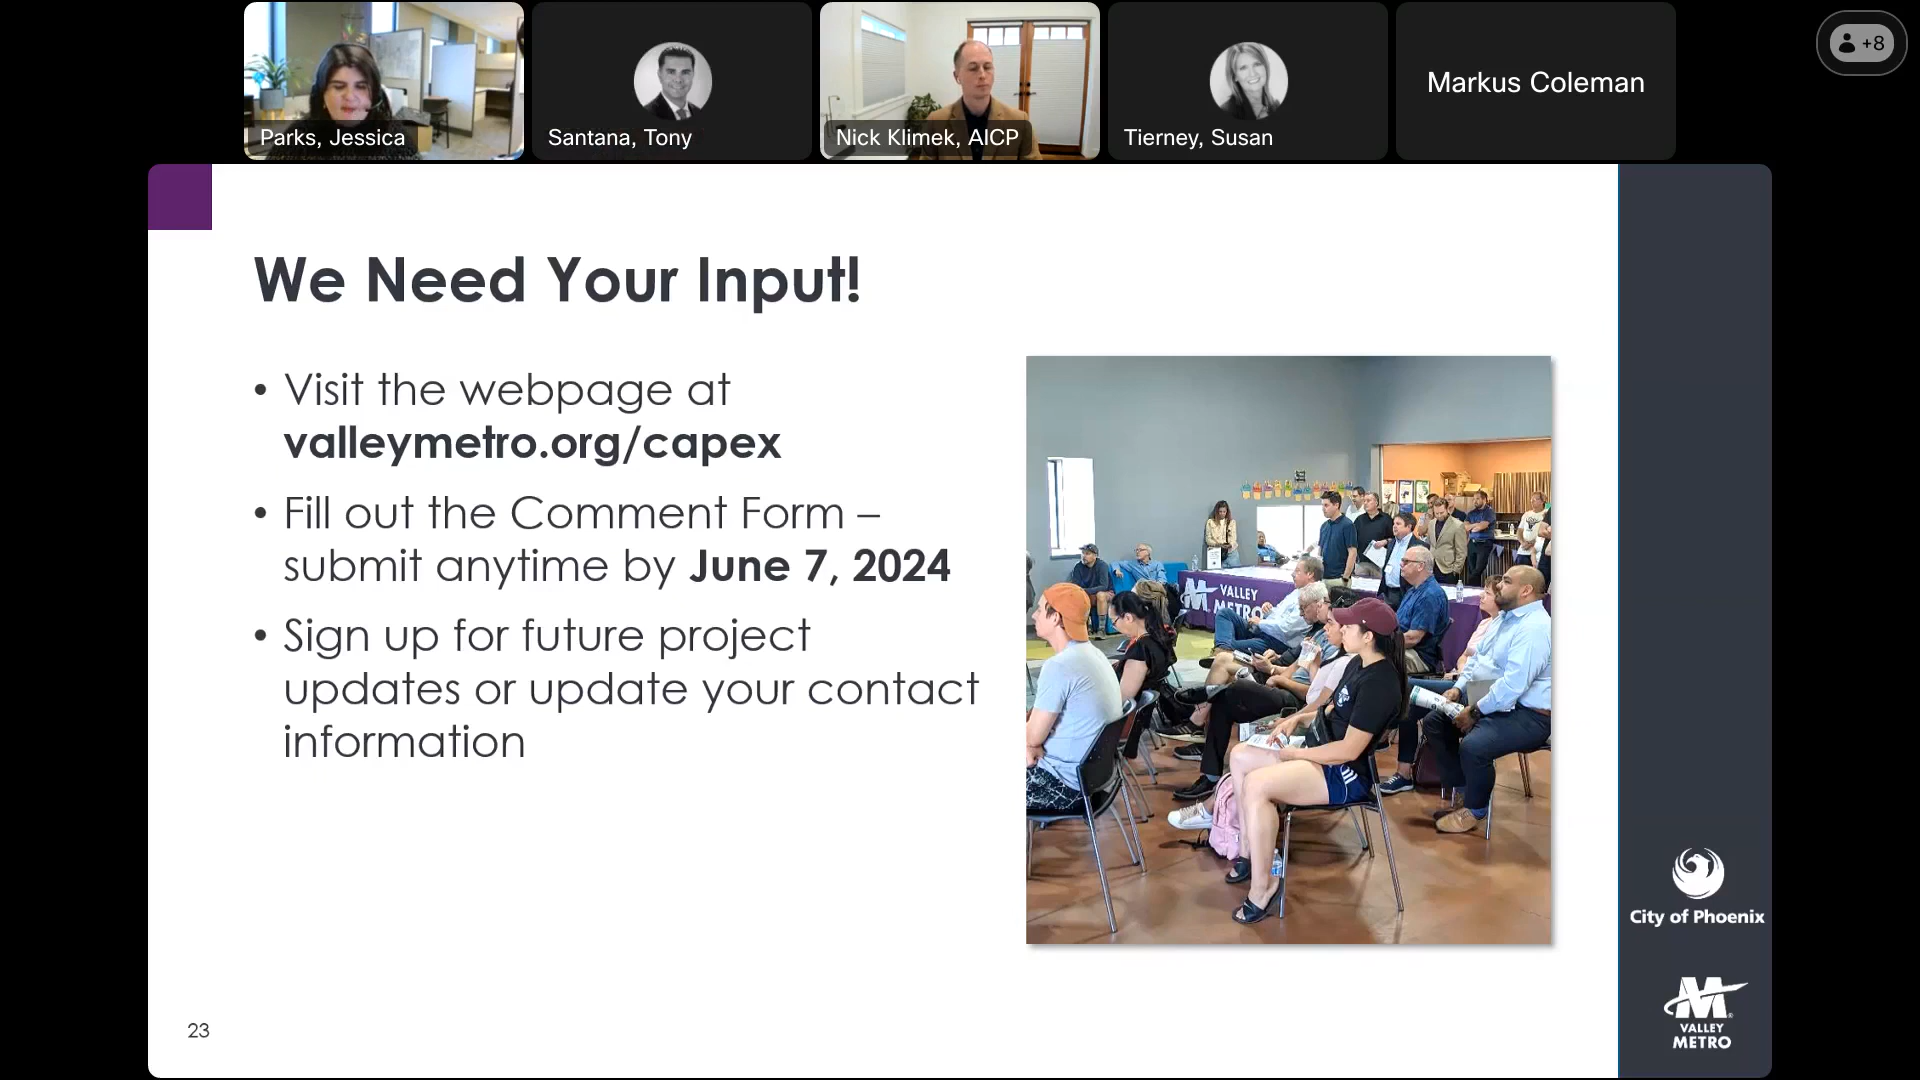 Parks, Jessica
Santana, Tony
Nick Klimek, AICP
Tierney, Susan
Markus Coleman
+8
We Need Your Input!
• Visit the webpage at
valleymetro.org/capex
• Fill out the Comment Form –
submit anytime by June 7, 2024
• Sign up for future project
updates or update your contact
information
VALLEY
METRO
City of Phoenix
VALLEY
METRO
23